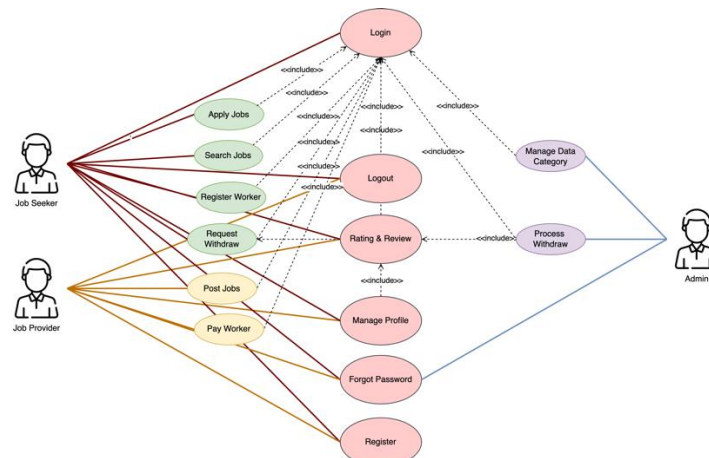 Login
<<include>>
<<include>>
<<include>>
<<include>>
<<include>>
<<include>>
Apply Jobs
<<include>>
<<include>>
Search Jobs
<<include>>
Manage Data
Category
Job Seeker
Logout
Register Worker
<<include>>
Request
Withdraw
Rating & Review
<<include>>
Process
Withdraw
Admin
Post Jobs
<<include>>
Job Provider
Pay Worker
Manage Profile
Forgot Password
Register